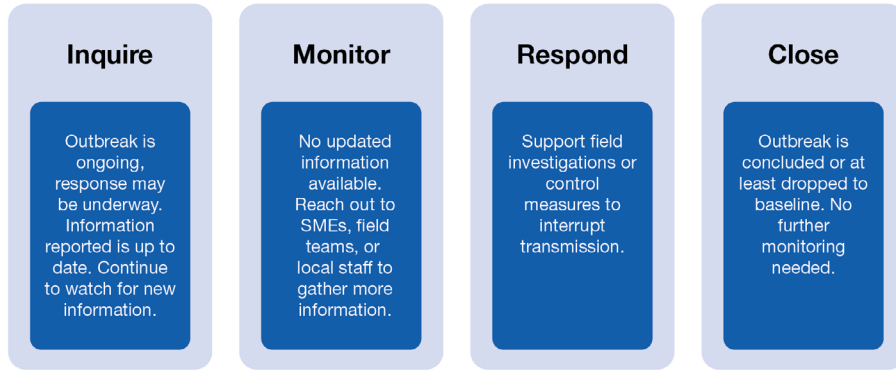 Inquire
Outbreak is
ongoing,
response may
be underway.
Information
reported is up to
date. Continue
to watch for new
information.
Monitor
No updated
information
available.
Reach out to
SMEs, field
teams, or
local staff to
gather more
information.
Respond
Support field
investigations or
control
measures to
interrupt
transmission.
Close
Outbreak is
concluded or at
least dropped to
baseline. No
further
monitoring
needed.